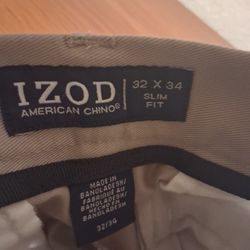 IZOD
AMERICAN CHINO®
32 X 34
SLIM
FIT
MADE IN
BANGLADESH/
FABRIQUÉ AU
BANGLADESH/
HECHO EN
BANGLADESH
32/34